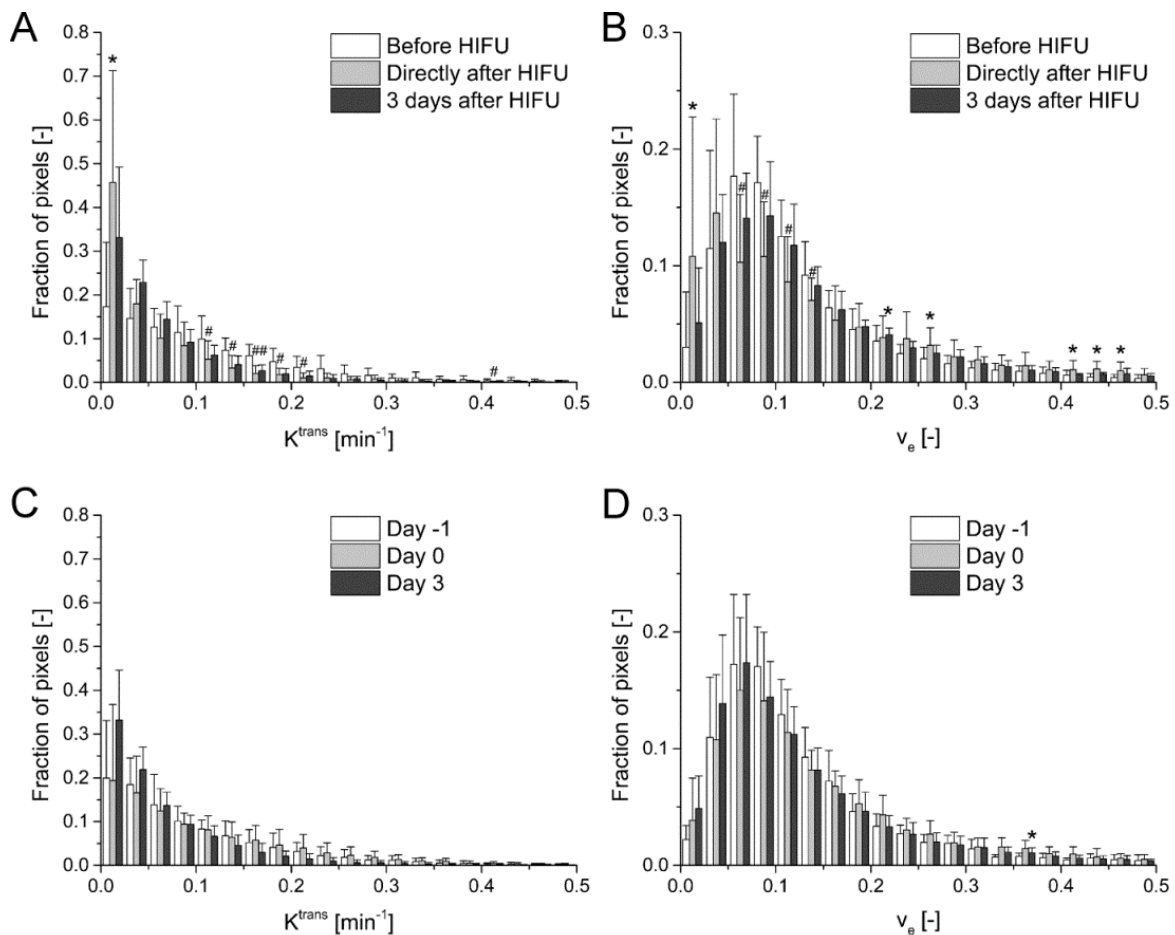 A
Before HIFU
Directly after HIFU
3 days after HIFU
Fraction of pixels [-]
0.8
0.7
0.6
0.5
0.4
0.3
0.2
0.1
0.0
*
#
#
##
#
#
#
0.0 0.1 0.2 0.3 0.4 0.5
K^trans [min^-1]
B
Before HIFU
Directly after HIFU
3 days after HIFU
Fraction of pixels [-]
0.3
0.2
0.1
0.0
*
#
#
#
#
*
*
*
*
*
0.0 0.1 0.2 0.3 0.4 0.5
v_e [-]
C
Day -1
Day 0
Day 3
Fraction of pixels [-]
0.8
0.7
0.6
0.5
0.4
0.3
0.2
0.1
0.0
0.0 0.1 0.2 0.3 0.4 0.5
K^trans [min^-1]
D
Day -1
Day 0
Day 3
Fraction of pixels [-]
0.3
0.2
0.1
0.0
*
0.0 0.1 0.2 0.3 0.4 0.5
v_e [-]